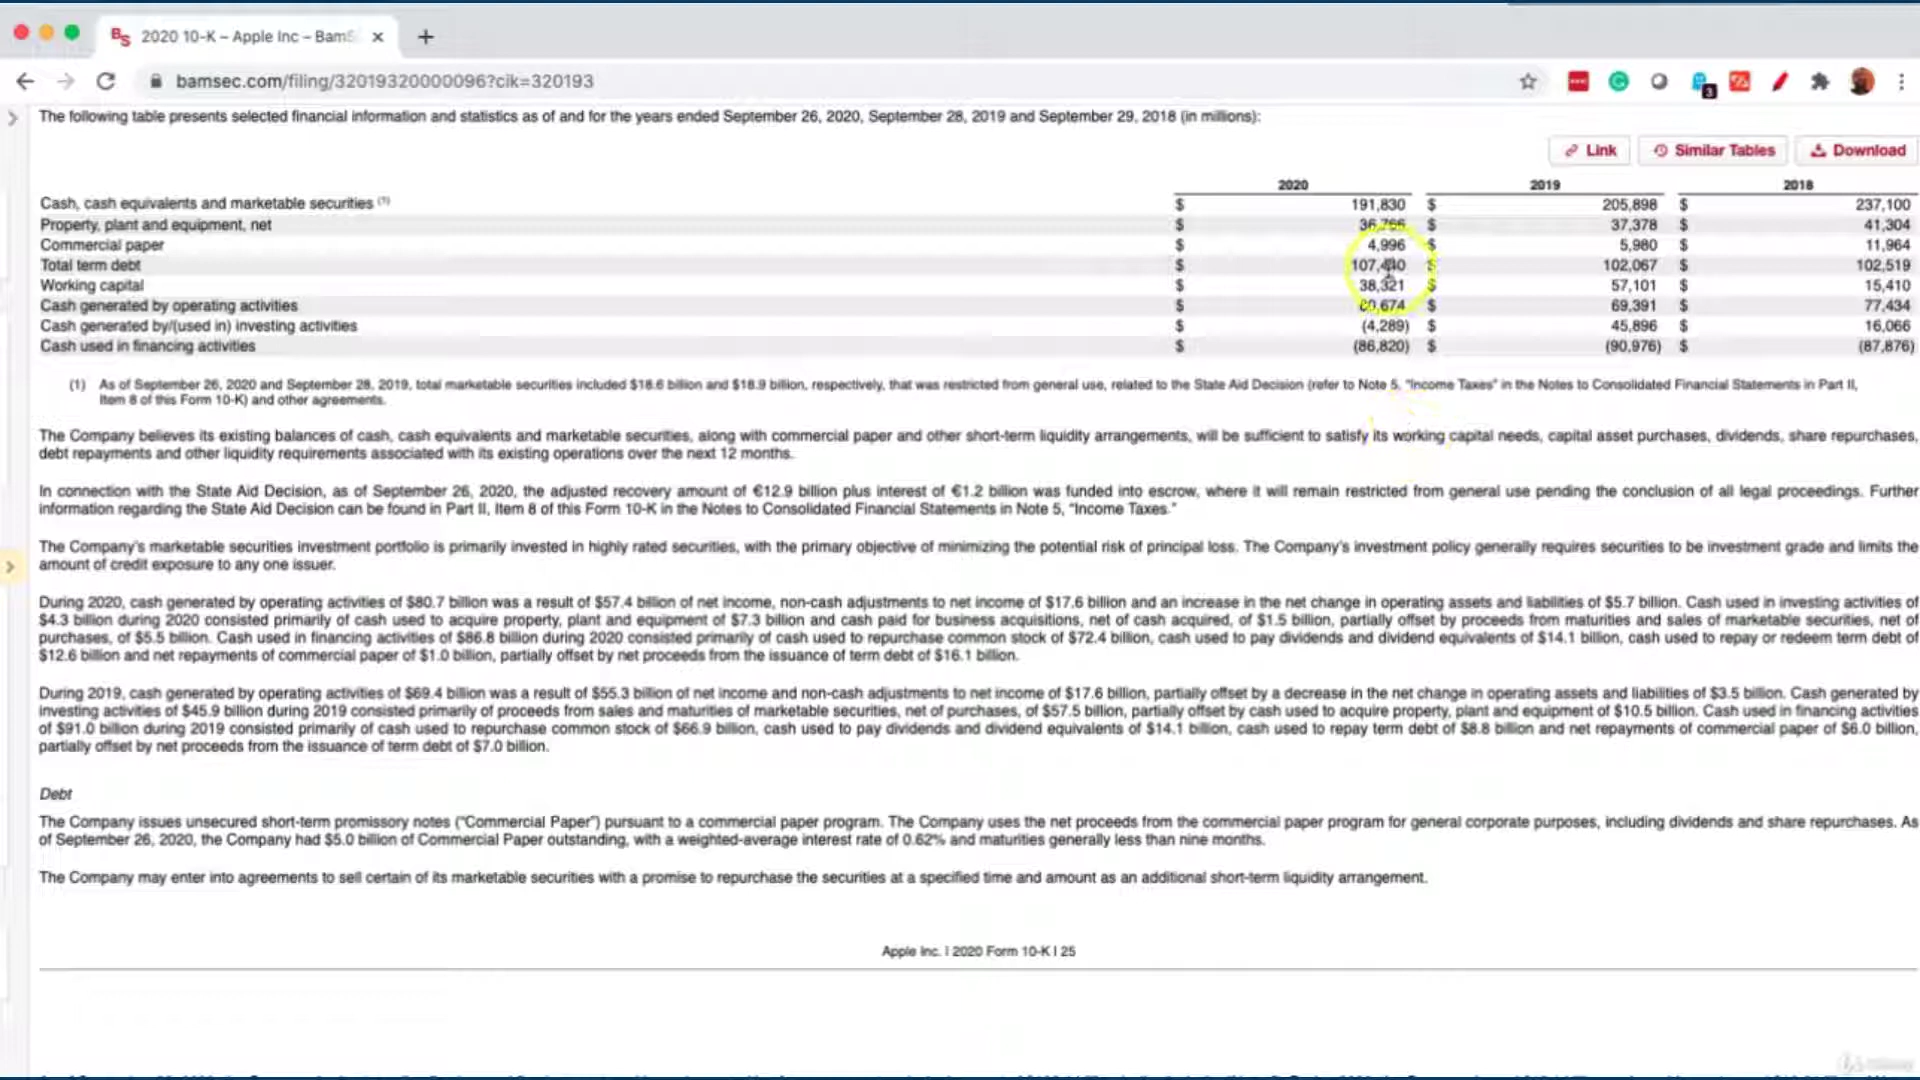 2020 10-K – Apple Inc – BamS
bamsec.com/filing/32019320000096?cik=320193
3
The following table presents selected financial information and statistics as of and for the years ended September 26, 2020, September 28, 2019 and September 29, 2018 (in millions):
Link Similar Tables Download
2020 2019 2018
Cash, cash equivalents and marketable securities (1) $ 191,830 $ 205,898 $ 237,100
Property, plant and equipment, net $ 36,766 $ 37,378 $ 41,304
Commercial paper $ 4,996 $ 5,980 $ 11,964
Total term debt $ 107,440 $ 102,067 $ 102,519
Working capital $ 38,321 $ 57,101 $ 15,410
Cash generated by operating activities $ 80,674 $ 69,391 $ 77,434
Cash generated by/(used in) investing activities $ (4,289) $ 45,896 $ 16,066
Cash used in financing activities $ (86,820) $ (90,976) $ (87,876)
(1) As of September 26, 2020 and September 28, 2019, total marketable securities included $18.6 billion and $18.9 billion, respectively, that was restricted from general use, related to the State Aid Decision (refer to Note 5, “Income Taxes” in the Notes to Consolidated Financial Statements in Part II,
Item 8 of this Form 10-K) and other agreements.
The Company believes its existing balances of cash, cash equivalents and marketable securities, along with commercial paper and other short-term liquidity arrangements, will be sufficient to satisfy its working capital needs, capital asset purchases, dividends, share repurchases,
debt repayments and other liquidity requirements associated with its existing operations over the next 12 months.
In connection with the State Aid Decision, as of September 26, 2020, the adjusted recovery amount of €12.9 billion plus interest of €1.2 billion was funded into escrow, where it will remain restricted from general use pending the conclusion of all legal proceedings. Further
information regarding the State Aid Decision can be found in Part II, Item 8 of this Form 10-K in the Notes to Consolidated Financial Statements in Note 5, “Income Taxes.”
The Company’s marketable securities investment portfolio is primarily invested in highly rated securities, with the primary objective of minimizing the potential risk of principal loss. The Company’s investment policy generally requires securities to be investment grade and limits the
amount of credit exposure to any one issuer.
During 2020, cash generated by operating activities of $80.7 billion was a result of $57.4 billion of net income, non-cash adjustments to net income of $17.6 billion and an increase in the net change in operating assets and liabilities of $5.7 billion. Cash used in investing activities of
$4.3 billion during 2020 consisted primarily of cash used to acquire property, plant and equipment of $7.3 billion and cash paid for business acquisitions, net of cash acquired, of $1.5 billion, partially offset by proceeds from maturities and sales of marketable securities, net of
purchases, of $5.5 billion. Cash used in financing activities of $86.8 billion during 2020 consisted primarily of cash used to repurchase common stock of $72.4 billion, cash used to pay dividends and dividend equivalents of $14.1 billion, cash used to repay or redeem term debt of
$12.6 billion and net repayments of commercial paper of $1.0 billion, partially offset by net proceeds from the issuance of term debt of $16.1 billion.
During 2019, cash generated by operating activities of $69.4 billion was a result of $55.3 billion of net income and non-cash adjustments to net income of $17.6 billion, partially offset by a decrease in the net change in operating assets and liabilities of $3.5 billion. Cash generated by
investing activities of $45.9 billion during 2019 consisted primarily of proceeds from sales and maturities of marketable securities, net of purchases, of $57.5 billion, partially offset by cash used to acquire property, plant and equipment of $10.5 billion. Cash used in financing activities
of $91.0 billion during 2019 consisted primarily of cash used to repurchase common stock of $66.9 billion, cash used to pay dividends and dividend equivalents of $14.1 billion, cash used to repay term debt of $8.8 billion and net repayments of commercial paper of $6.0 billion,
partially offset by net proceeds from the issuance of term debt of $7.0 billion.
Debt
The Company issues unsecured short-term promissory notes (“Commercial Paper”) pursuant to a commercial paper program. The Company uses the net proceeds from the commercial paper program for general corporate purposes, including dividends and share repurchases. As
of September 26, 2020, the Company had $5.0 billion of Commercial Paper outstanding, with a weighted-average interest rate of 0.62% and maturities generally less than nine months.
The Company may enter into agreements to sell certain of its marketable securities with a promise to repurchase the securities at a specified time and amount as an additional short-term liquidity arrangement.
Apple Inc. | 2020 Form 10-K | 25